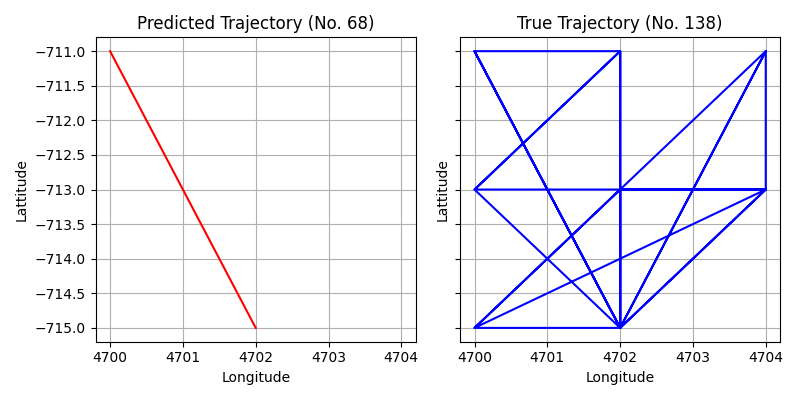 Predicted Trajectory (No. 68)
True Trajectory (No. 138)
Lattitude
−711.0
−711.5
−712.0
−712.5
−713.0
−713.5
−714.0
−714.5
−715.0
Lattitude
4700 4701 4702 4703 4704
4700 4701 4702 4703 4704
Longitude
Longitude